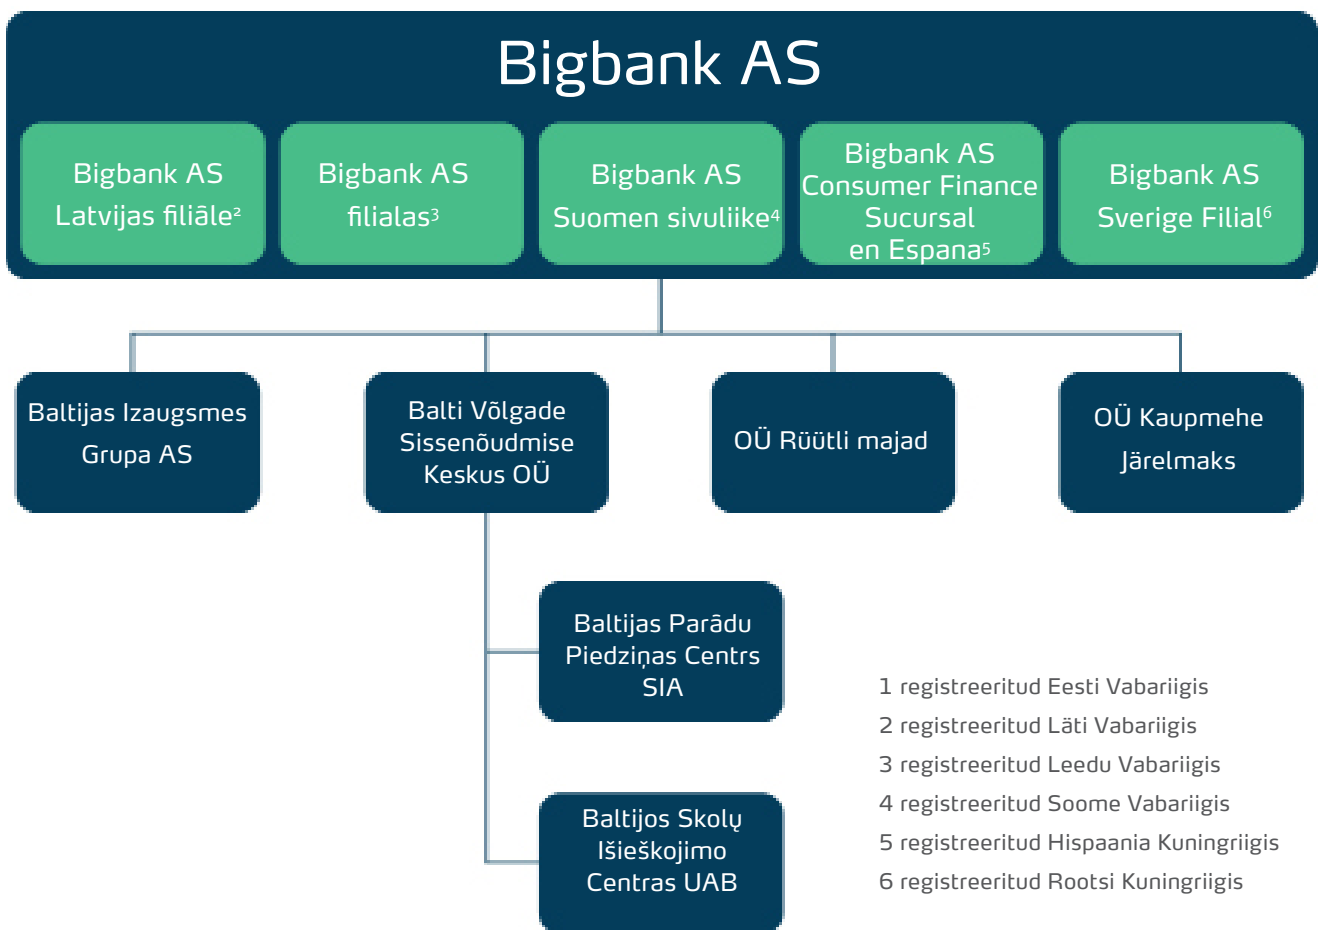 Bigbank AS
Bigbank AS
Latvijas filiāle²
Bigbank AS
filialas³
Bigbank AS
Suomen sivuliike⁴
Bigbank AS
Consumer Finance
Sucursal
en Espana⁵
Bigbank AS
Sverige Filial⁶
Baltijas Izaugsmes
Grupa AS
Balti Võlgade
Sissenõudmise
Keskus OÜ
OÜ Rüütli majad
OÜ Kaupmehe
Järelmaks
Baltijas Parādu
Piedziņas Centrs
SIA
Baltijos Skolų
Išieškojimo
Centras UAB
1 registreeritud Eesti Vabariigis
2 registreeritud Läti Vabariigis
3 registreeritud Leedu Vabariigis
4 registreeritud Soome Vabariigis
5 registreeritud Hispaania Kuningriigis
6 registreeritud Rootsi Kuningriigis